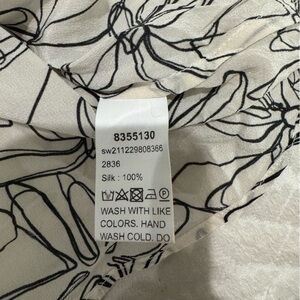 8355130
sw211229808366
2836
Silk : 100%
WASH WITH LIKE
COLORS. HAND
WASH COLD. DO